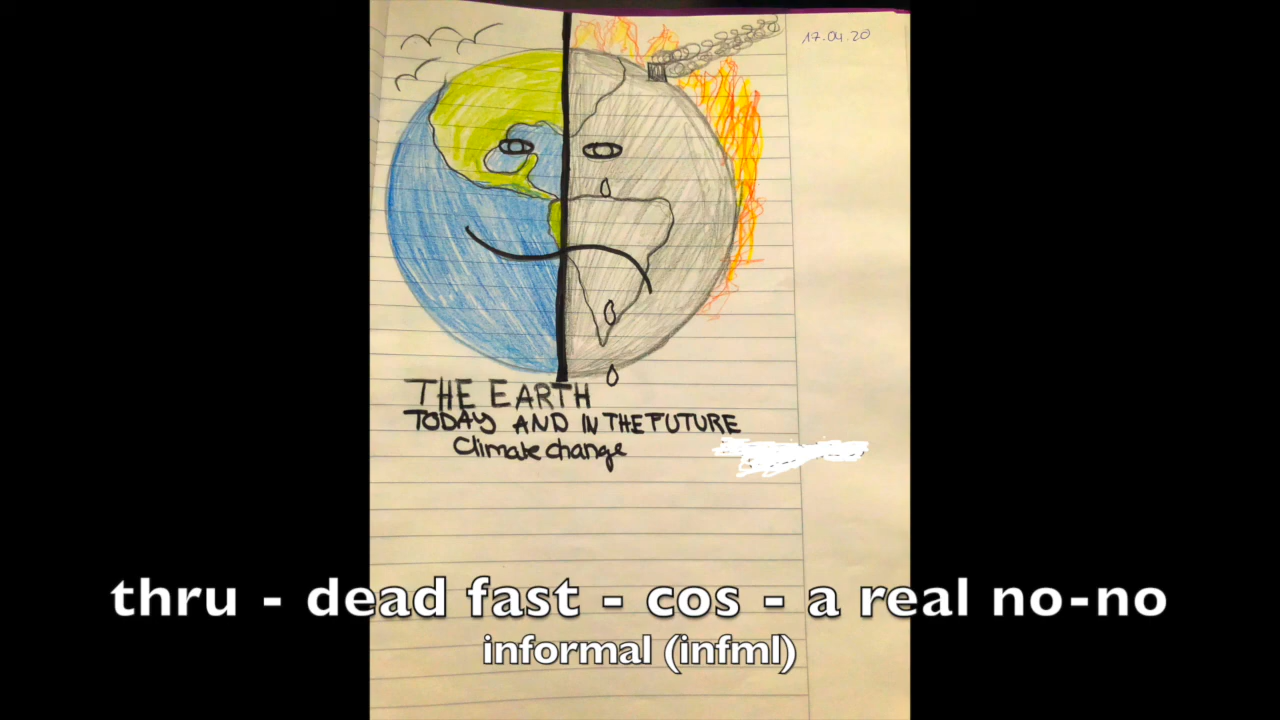 17.04.20
THE EARTH
TODAY AND IN THE FUTURE
Climate change
thru - dead fast - cos - a real no-no
informal (infml)